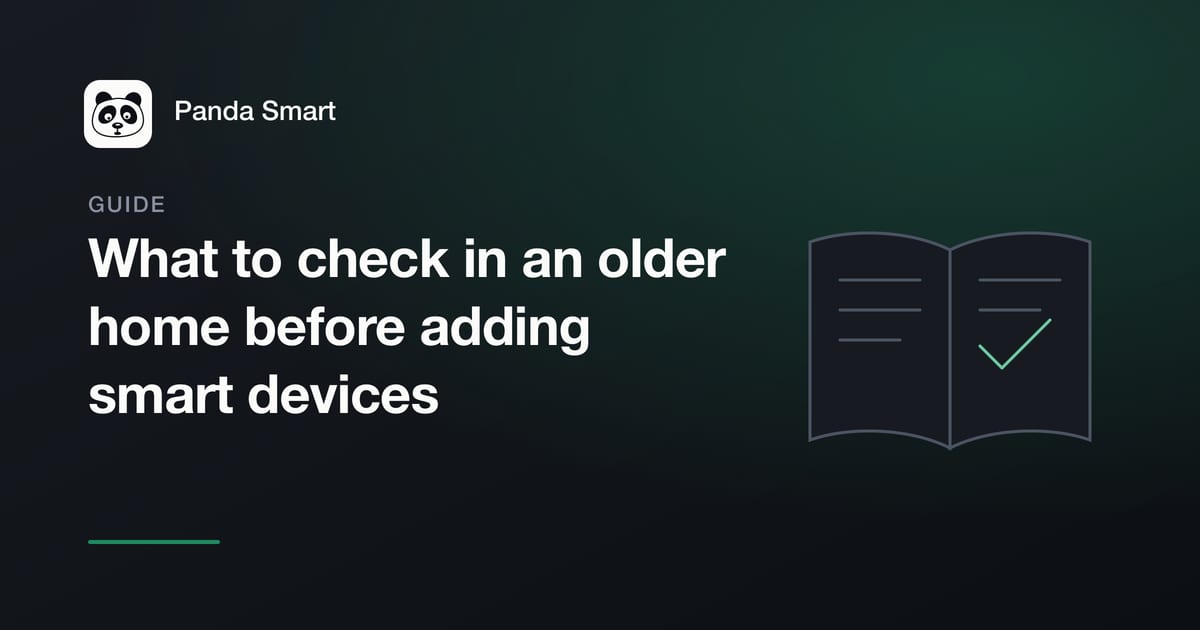 Panda Smart
GUIDE
What to check in an older
home before adding
smart devices